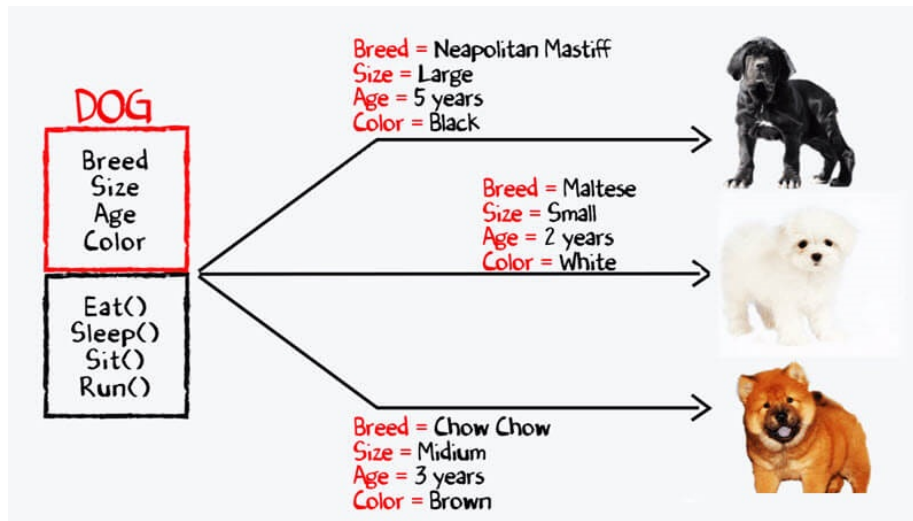 DOG
Breed
Size
Age
Color
Eat()
Sleep()
Sit()
Run()
Breed = Neapolitan Mastiff
Size = Large
Age = 5 years
Color = Black
Breed = Maltese
Size = Small
Age = 2 years
Color = White
Breed = Chow Chow
Size = Midium
Age = 3 years
Color = Brown